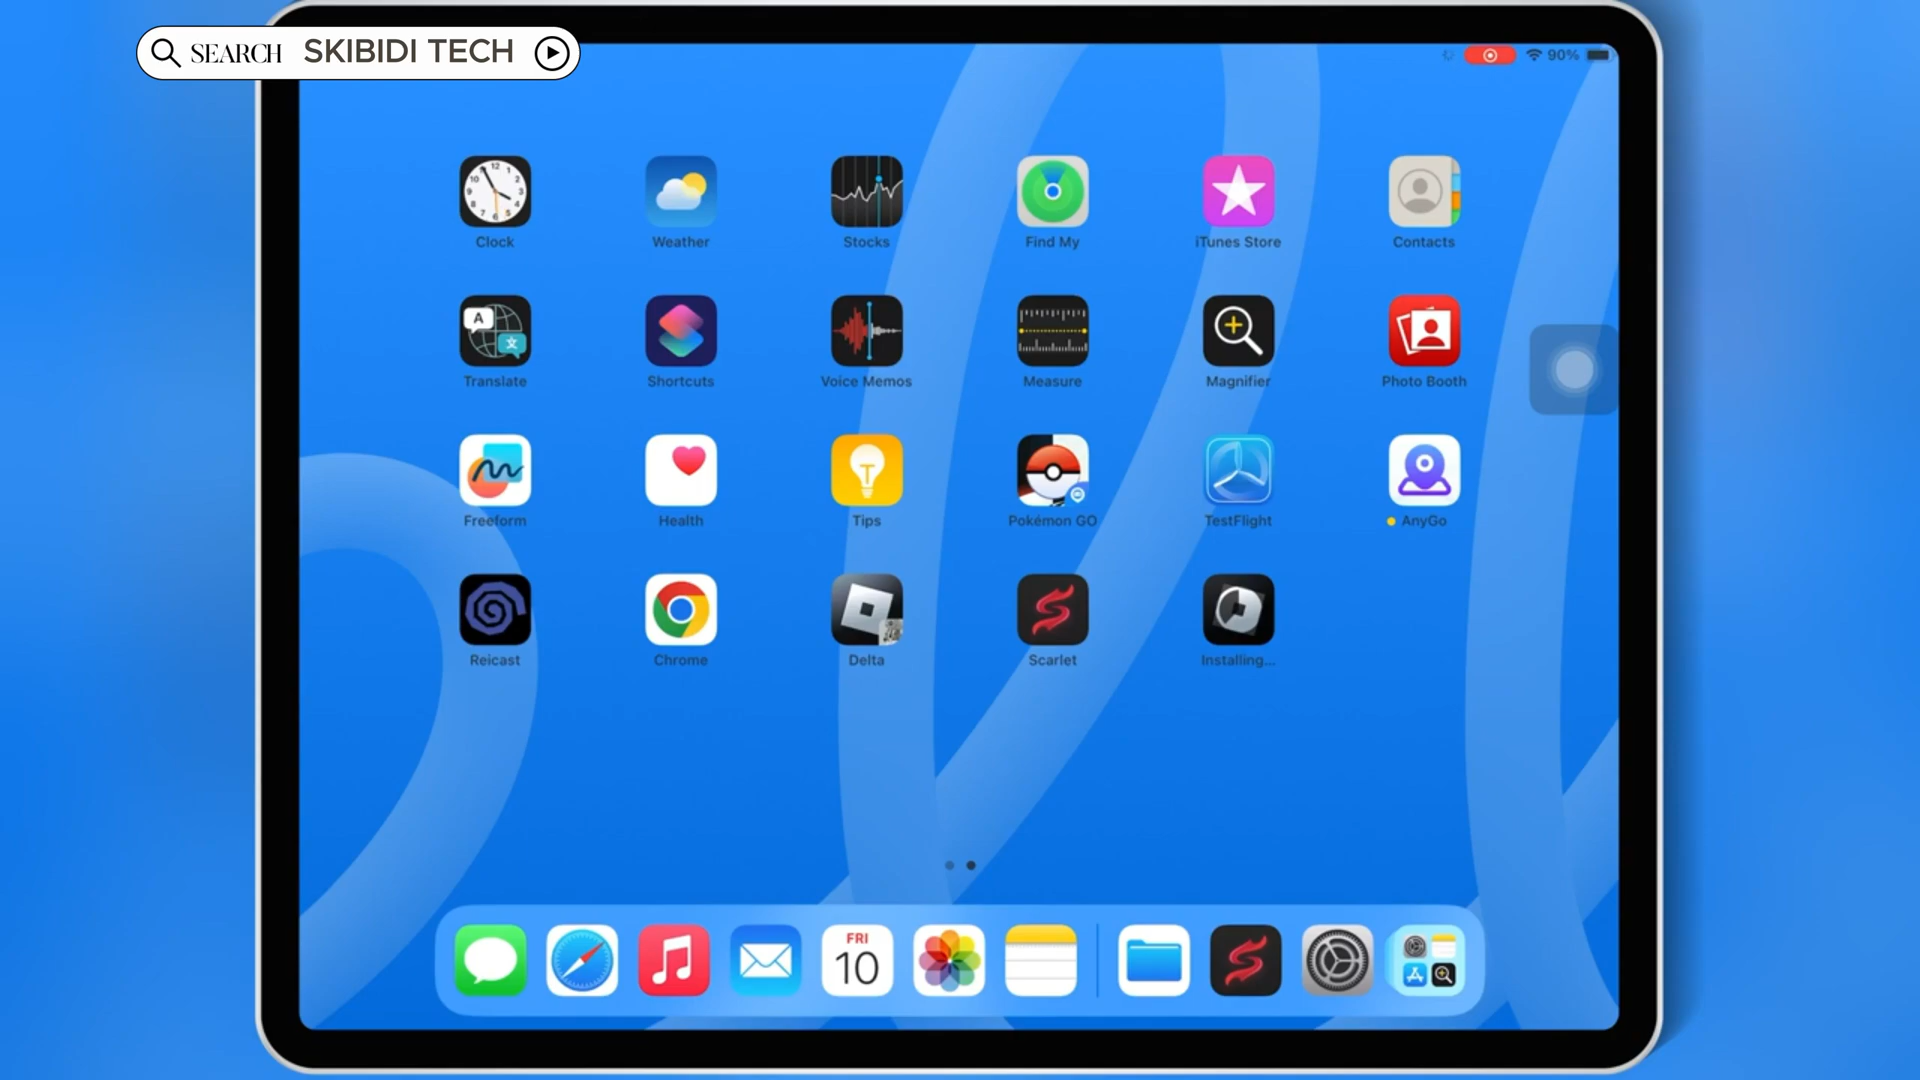 SEARCH SKIBIDI TECH
90%
Clock Weather Stocks Find My iTunes Store Contacts
Translate Shortcuts Voice Memos Measure Magnifier Photo Booth
Freeform Health Tips Pokémon GO TestFlight AnyGo
Reicast Chrome Delta Scarlet Installing...
FRI
10